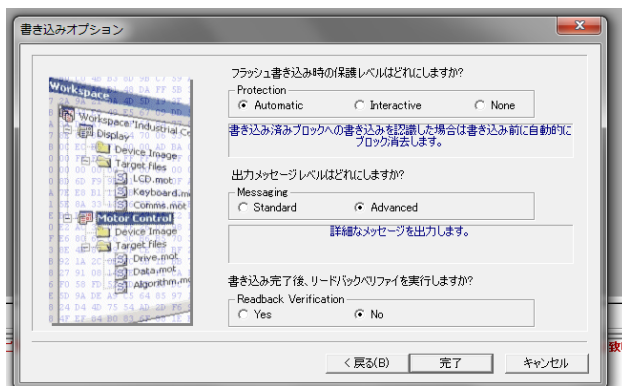 書き込みオプション
フラッシュ書き込み時の保護レベルはどれにしますか?
Protection
Automatic
Interactive
None
書き込み済みブロックへの書き込みを認識した場合は書き込み前に自動的に
ブロック消去します。
出力メッセージレベルはどれにしますか?
Messaging
Standard
Advanced
詳細なメッセージを出力します。
書き込み完了後、リードバックベリファイを実行しますか?
Readback Verification
Yes
No
< 戻る(B)
完了
キャンセル
Workspace
Workspace 'Industrial Co
Display
Device Image
Target files
LCD.mot
Keyboard.m
Comms.mot
Motor Control
Device Image
Target files
Drive.mot
Data.mot
Algorithm.m